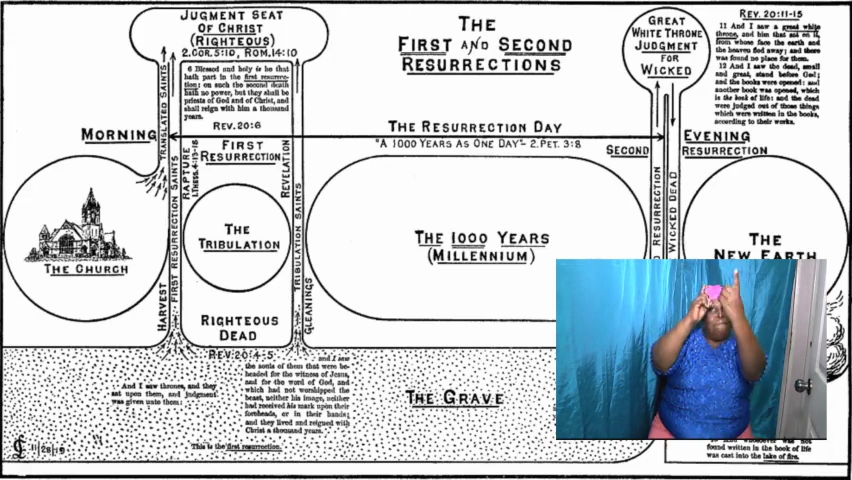 JUGMENT SEAT
OF CHRIST
(RIGHTEOUS)
2.COR.5:10, ROM.14:10
6 Blessed and holy is he that
hath part in the first resurrec-
tion: on such the second death
hath no power, but they shall be
priests of God and of Christ, and
shall reign with him a thousand
years.
REV.20:6
THE
FIRST AND SECOND
RESURRECTIONS
GREAT
WHITE THRONE
JUDGMENT
FOR
WICKED
REV. 20:11-15
11 And I saw a great white
throne, and him that sat on it,
from whose face the earth and
the heaven fled away; and there
was found no place for them.
12 And I saw the dead, small
and great, stand before God;
and the books were opened: and
another book was opened, which
is the book of life: and the dead
were judged out of those things
which were written in the books,
according to their works.
MORNING
TRANSLATED SAINTS
THE RESURRECTION DAY
"A 1000 YEARS AS ONE DAY"- 2.PET. 3:8
FIRST
RESURRECTION
SECOND
EVENING
RESURRECTION
RAPTURE
1.THESS.4:13-18
REVELATION
FIRST RESURRECTION SAINTS
HARVEST
TRIBULATION SAINTS
GLEANINGS
RESURRECTION
WICKED DEAD
THE CHURCH
THE
TRIBULATION
THE 1000 YEARS
(MILLENNIUM)
THE
NEW EARTH
RIGHTEOUS
DEAD
REV.20:4-5
And I saw thrones, and they
sat upon them, and judgment
was given unto them:
and I saw
the souls of them that were be-
headed for the witness of Jesus,
and for the word of God, and
which had not worshipped the
beast, neither his image, neither
had received his mark upon their
foreheads, or in their hands;
and they lived and reigned with
Christ a thousand years.
This is the first resurrection.
THE GRAVE
whosoever was not
found written in the book of life
was cast into the lake of fire.